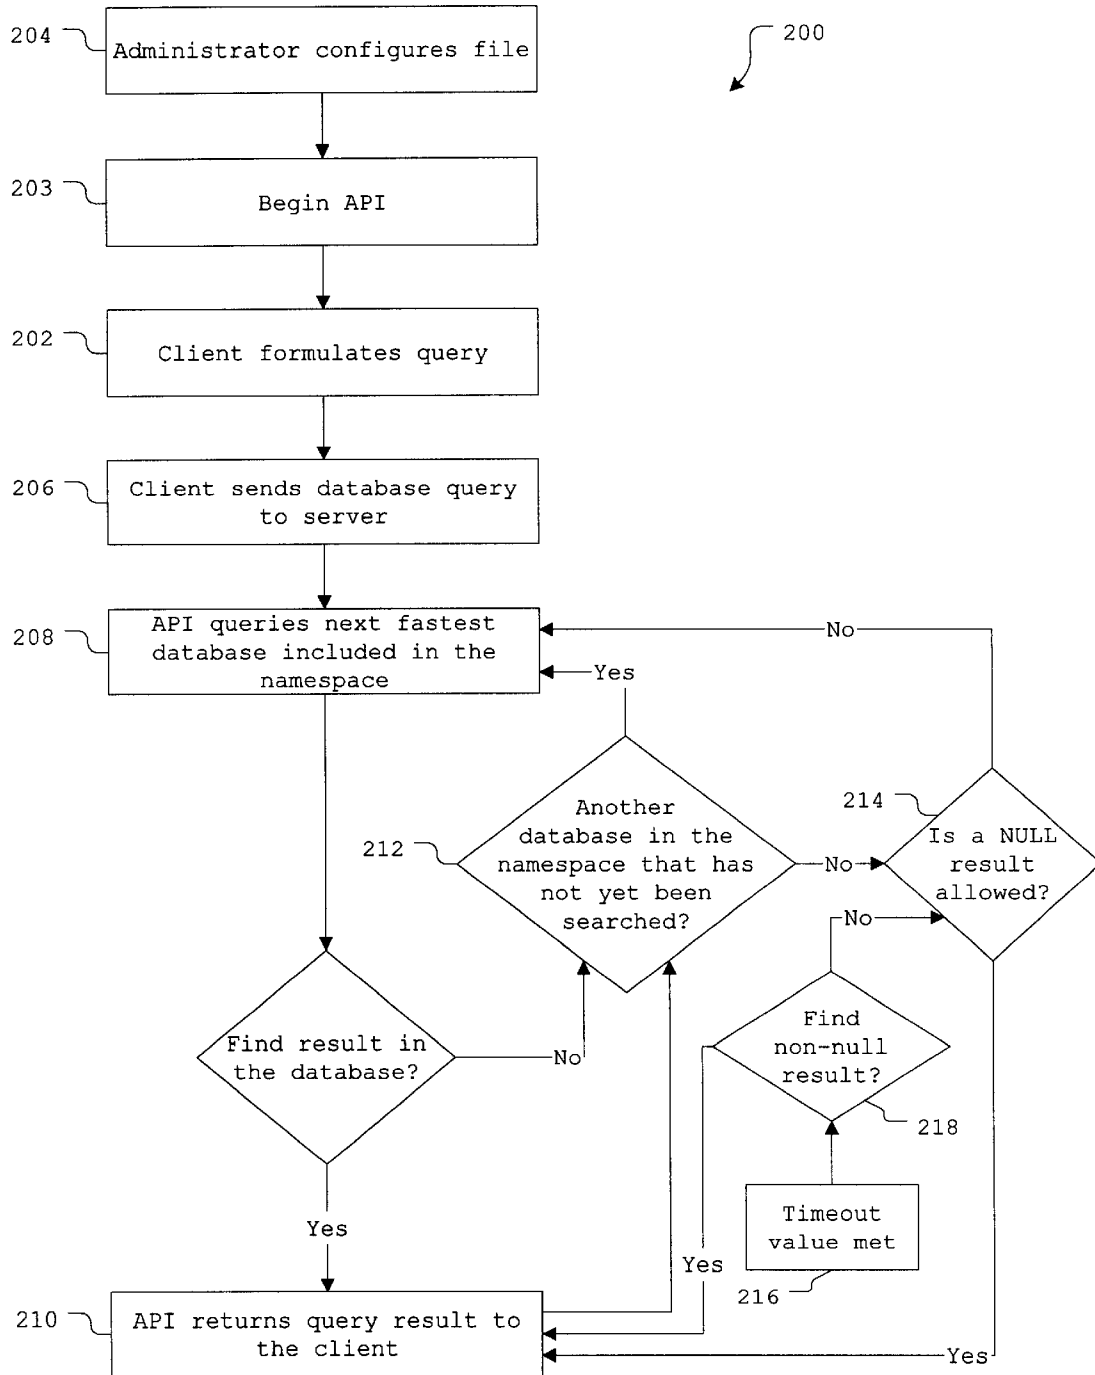 204
Administrator configures file
200
203
Begin API
202
Client formulates query
206
Client sends database query
to server
208
API queries next fastest
database included in the
namespace
No
Yes
212
Another
database in the
namespace that has
not yet been
searched?
No
214
Is a NULL
result
allowed?
No
Find result in
the database?
No
Find
non-null
result?
218
Timeout
value met
216
Yes
Yes
210
API returns query result to
the client
Yes